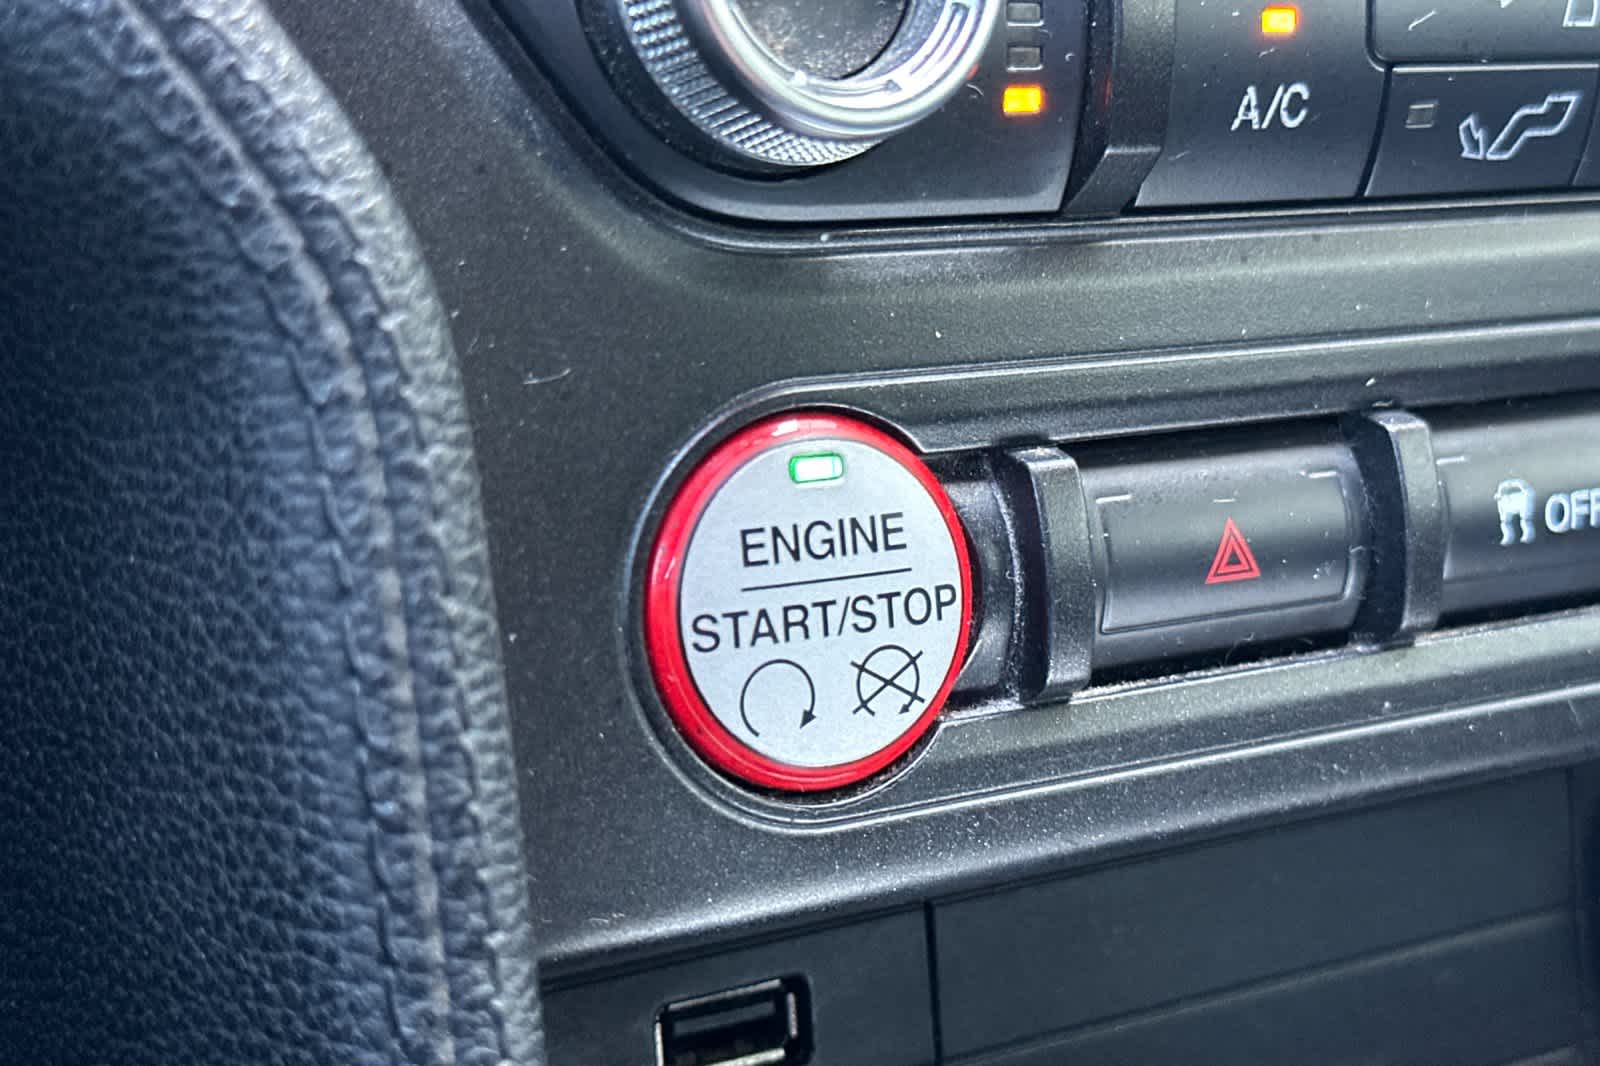 A/C
ENGINE
START/STOP
OFF